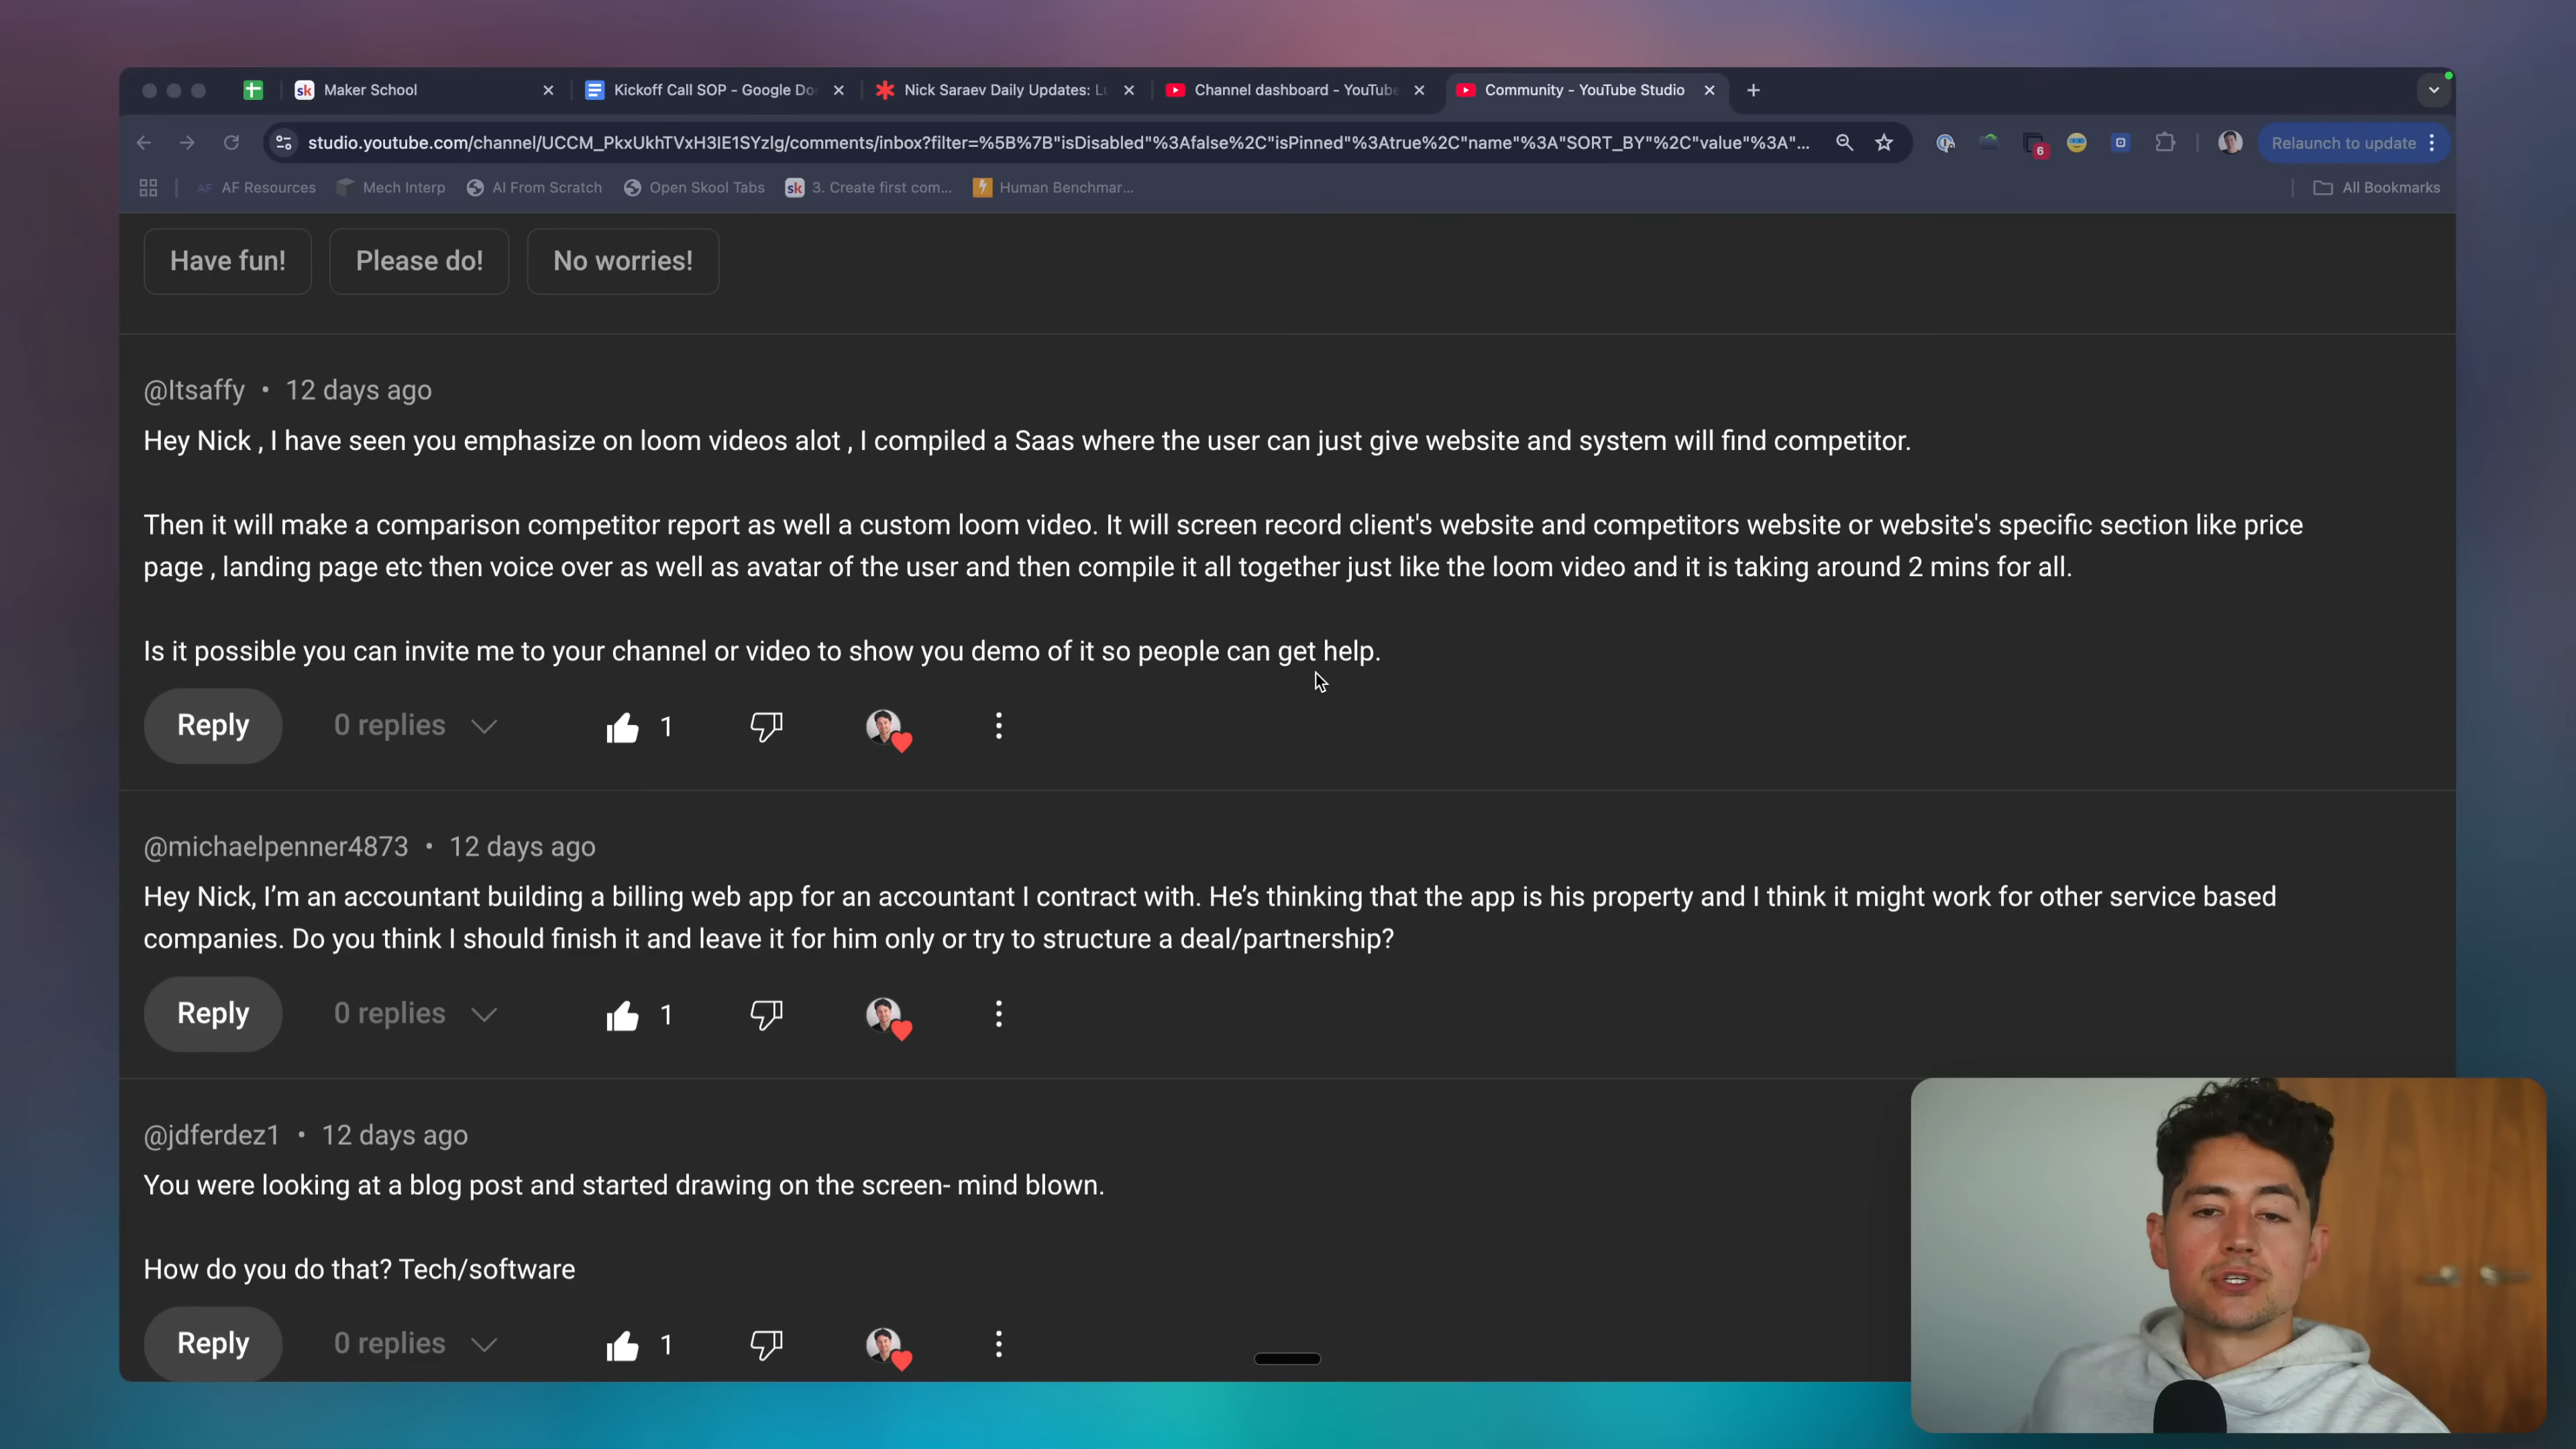 sk Maker School
Kickoff Call SOP - Google Do
Nick Saraev Daily Updates: L
Channel dashboard - YouTube
Community - YouTube Studio
studio.youtube.com/channel/UCCM_PkxUkhTVxH3IE1SYzlg/comments/inbox?filter=%5B%7B"isDisabled"%3Afalse%2C"isPinned"%3Atrue%2C"name"%3A"SORT_BY"%2C"value"%3A"...
6
Relaunch to update
AF AF Resources
Mech Interp
AI From Scratch
Open Skool Tabs
sk 3. Create first com...
Human Benchmar...
All Bookmarks
Have fun!
Please do!
No worries!
@Itsaffy • 12 days ago
Hey Nick , I have seen you emphasize on loom videos alot , I compiled a Saas where the user can just give website and system will find competitor.
Then it will make a comparison competitor report as well a custom loom video. It will screen record client's website and competitors website or website's specific section like price
page , landing page etc then voice over as well as avatar of the user and then compile it all together just like the loom video and it is taking around 2 mins for all.
Is it possible you can invite me to your channel or video to show you demo of it so people can get help.
Reply 0 replies 1
@michaelpenner4873 • 12 days ago
Hey Nick, I’m an accountant building a billing web app for an accountant I contract with. He’s thinking that the app is his property and I think it might work for other service based
companies. Do you think I should finish it and leave it for him only or try to structure a deal/partnership?
Reply 0 replies 1
@jdferdez1 • 12 days ago
You were looking at a blog post and started drawing on the screen- mind blown.
How do you do that? Tech/software
Reply 0 replies 1